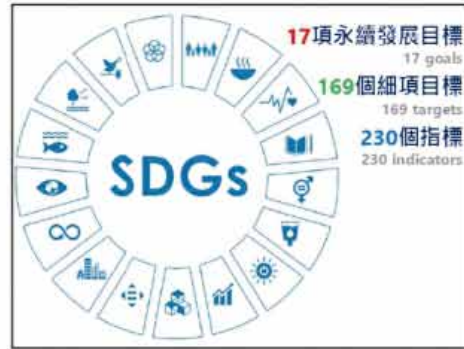 17項永續發展目標
17 goals
169個細項目標
169 targets
230個指標
230 indicators
SDGs